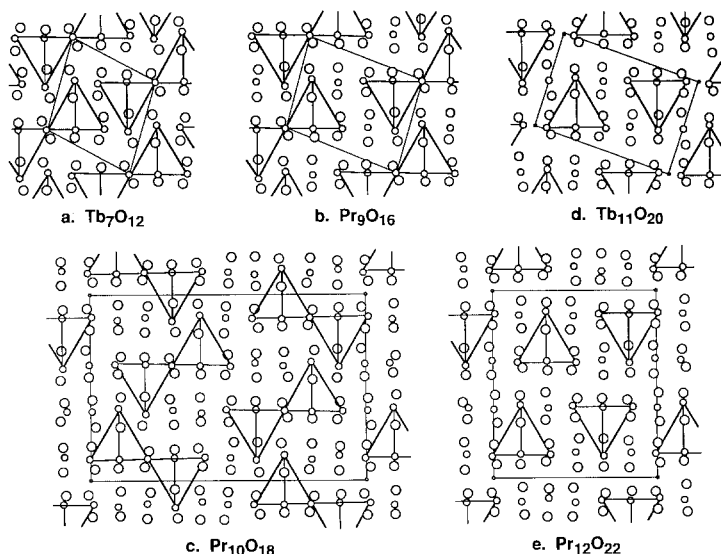 a. Tb₇O₁₂
b. Pr₉O₁₆
d. Tb₁₁O₂₀
c. Pr₁₀O₁₈
e. Pr₁₂O₂₂